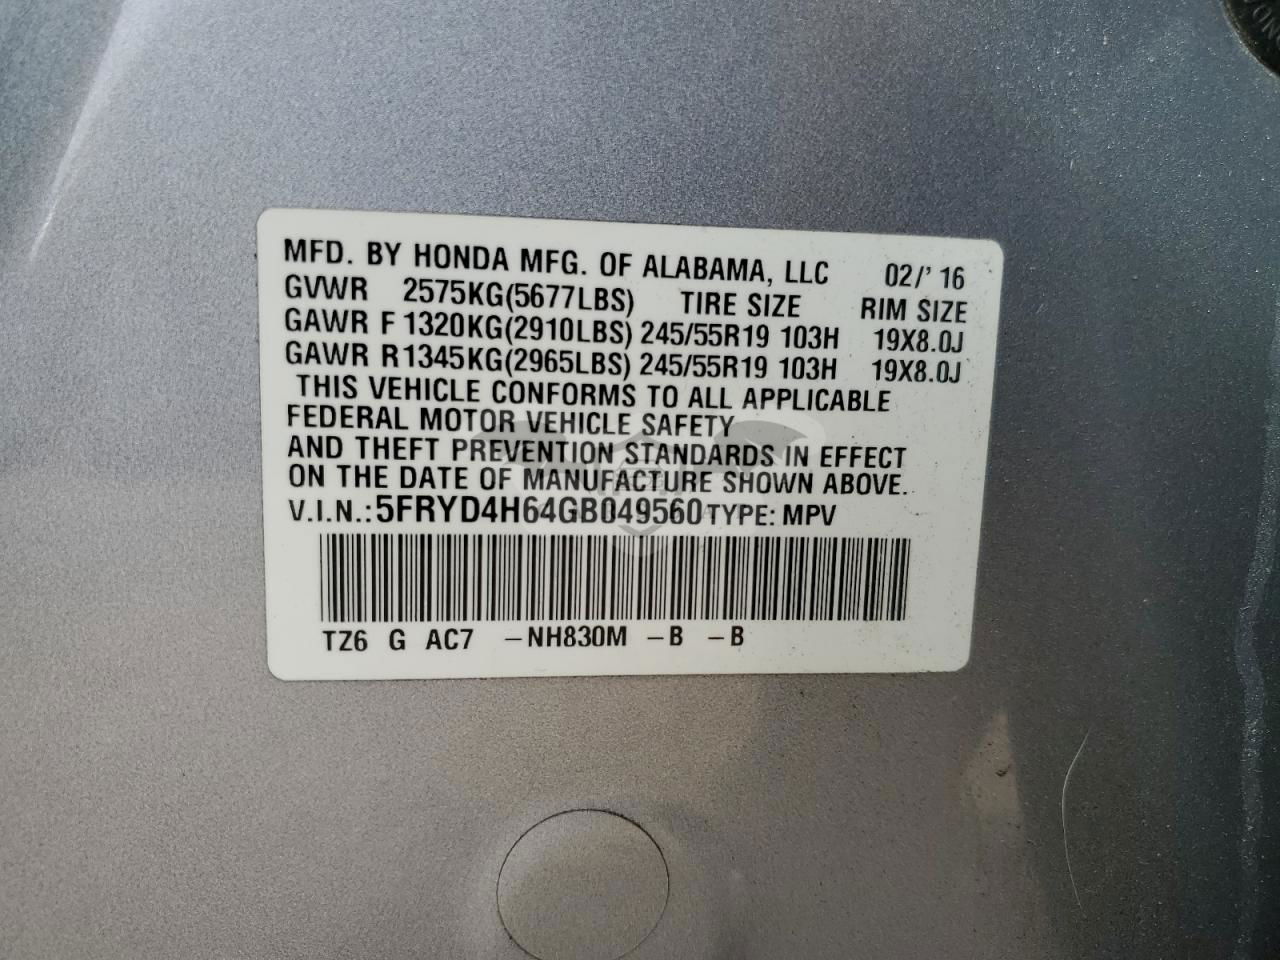 MFD. BY HONDA MFG. OF ALABAMA, LLC 02/' 16
GVWR 2575KG(5677LBS) TIRE SIZE RIM SIZE
GAWR F 1320KG(2910LBS) 245/55R19 103H 19X8.0J
GAWR R1345KG(2965LBS) 245/55R19 103H 19X8.0J
THIS VEHICLE CONFORMS TO ALL APPLICABLE
FEDERAL MOTOR VEHICLE SAFETY
AND THEFT PREVENTION STANDARDS IN EFFECT
ON THE DATE OF MANUFACTURE SHOWN ABOVE.
V.I.N.:5FRYD4H64GB049560 TYPE: MPV
TZ6 G AC7 –NH830M –B –B